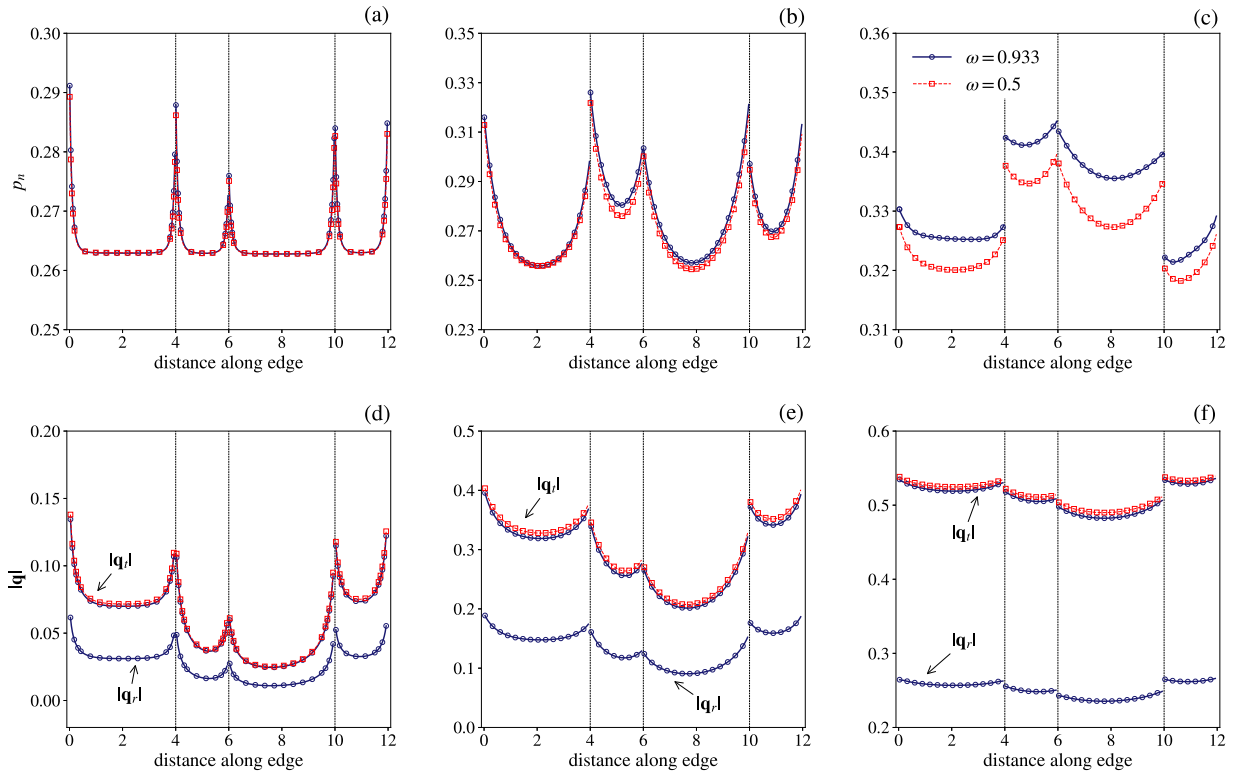 (a)
0.30
0.29
0.28
0.27
0.26
0.25
pₙ
0 2 4 6 8 10 12
distance along edge
(b)
0.35
0.33
0.31
0.29
0.27
0.25
0.23
0 2 4 6 8 10 12
distance along edge
(c)
0.36
0.35
0.34
0.33
0.32
0.31
ω=0.933
ω=0.5
0 2 4 6 8 10 12
distance along edge
(d)
0.20
0.15
0.10
0.05
0.00
|q|
|qₜ|
|qᵣ|
0 2 4 6 8 10 12
distance along edge
(e)
0.5
0.4
0.3
0.2
0.1
0.0
|qₜ|
|qᵣ|
0 2 4 6 8 10 12
distance along edge
(f)
0.6
0.5
0.4
0.3
0.2
|qₜ|
|qᵣ|
0 2 4 6 8 10 12
distance along edge